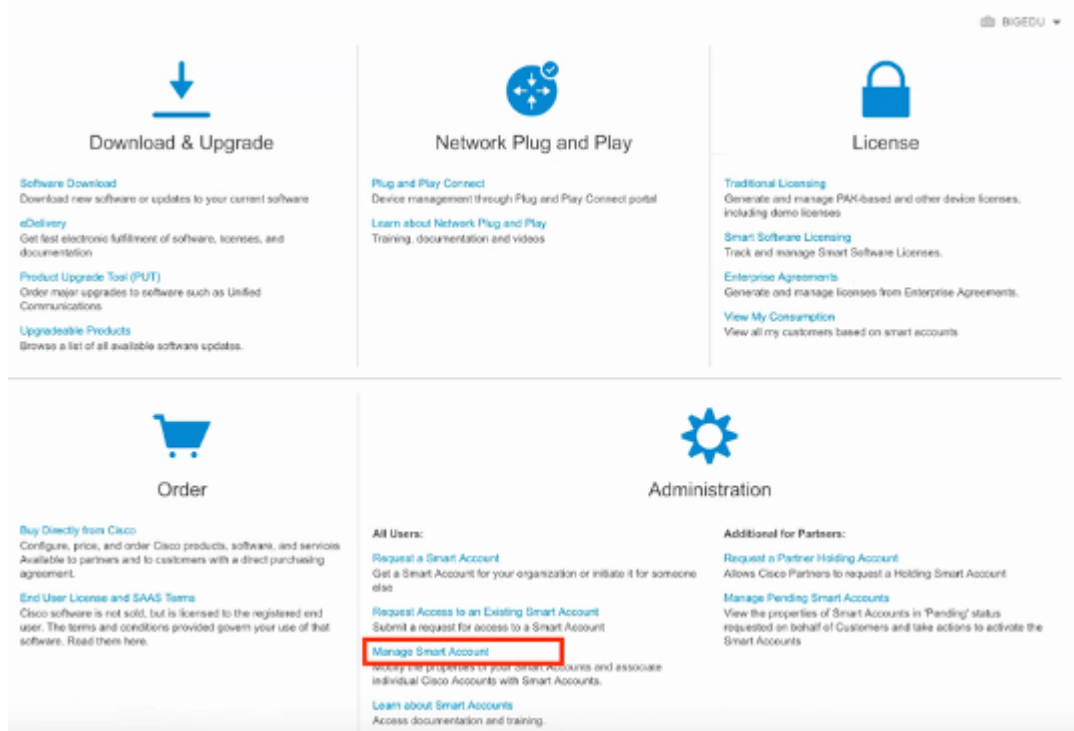 BIGEDU
Download & Upgrade
Software Download
Download new software or updates to your current software
eDelivery
Get fast electronic fulfillment of software, licenses, and
documentation
Product Upgrade Tool (PUT)
Order major upgrades to software such as Unified
Communications
Upgradeable Products
Browse a list of all available software updates.
Network Plug and Play
Plug and Play Connect
Device management through Plug and Play Connect portal
Learn about Network Plug and Play
Training, documentation and videos
License
Traditional Licensing
Generate and manage PAK-based and other device licenses,
including demo licenses
Smart Software Licensing
Track and manage Smart Software Licenses.
Enterprise Agreements
Generate and manage licenses from Enterprise Agreements.
View My Consumption
View all my customers based on smart accounts
Order
Buy Directly from Cisco
Configure, price, and order Cisco products, software, and services
Available to partners and to customers with a direct purchasing
agreement.
End User License and SAAS Terms
Cisco software is not sold, but is licensed to the registered end
user. The terms and conditions provided govern your use of that
software. Read them here.
Administration
All Users:
Request a Smart Account
Get a Smart Account for your organization or initiate it for someone
else
Request Access to an Existing Smart Account
Submit a request for access to a Smart Account
Manage Smart Account
Modify the properties of your Smart Accounts and associate
individual Cisco Accounts with Smart Accounts.
Learn about Smart Accounts
Access documentation and training.
Additional for Partners:
Request a Partner Holding Account
Allows Cisco Partners to request a Holding Smart Account
Manage Pending Smart Accounts
View the properties of Smart Accounts in 'Pending' status
requested on behalf of Customers and take actions to activate the
Smart Accounts